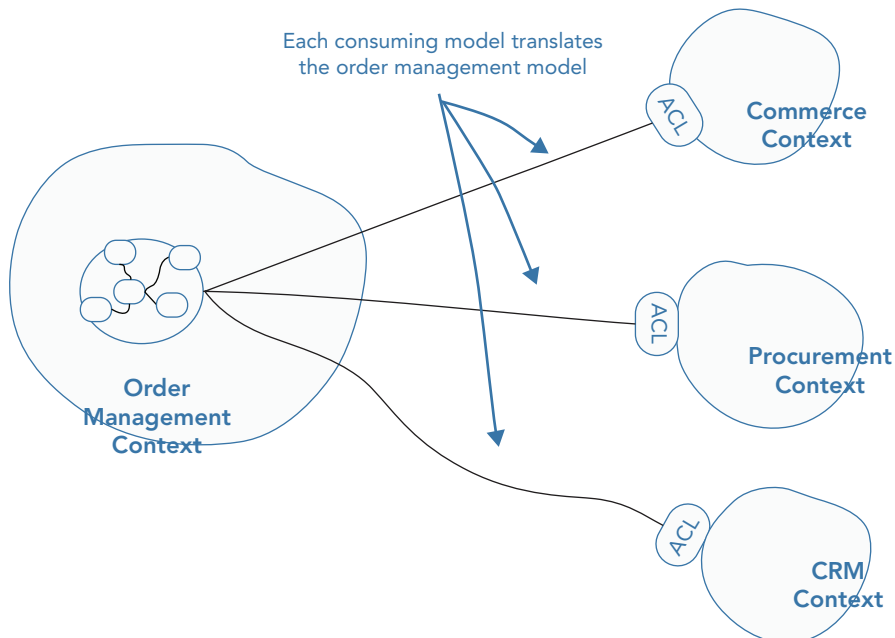 Each consuming model translates
the order management model
ACL
Commerce
Context
ACL
Procurement
Context
Order
Management
Context
ACL
CRM
Context